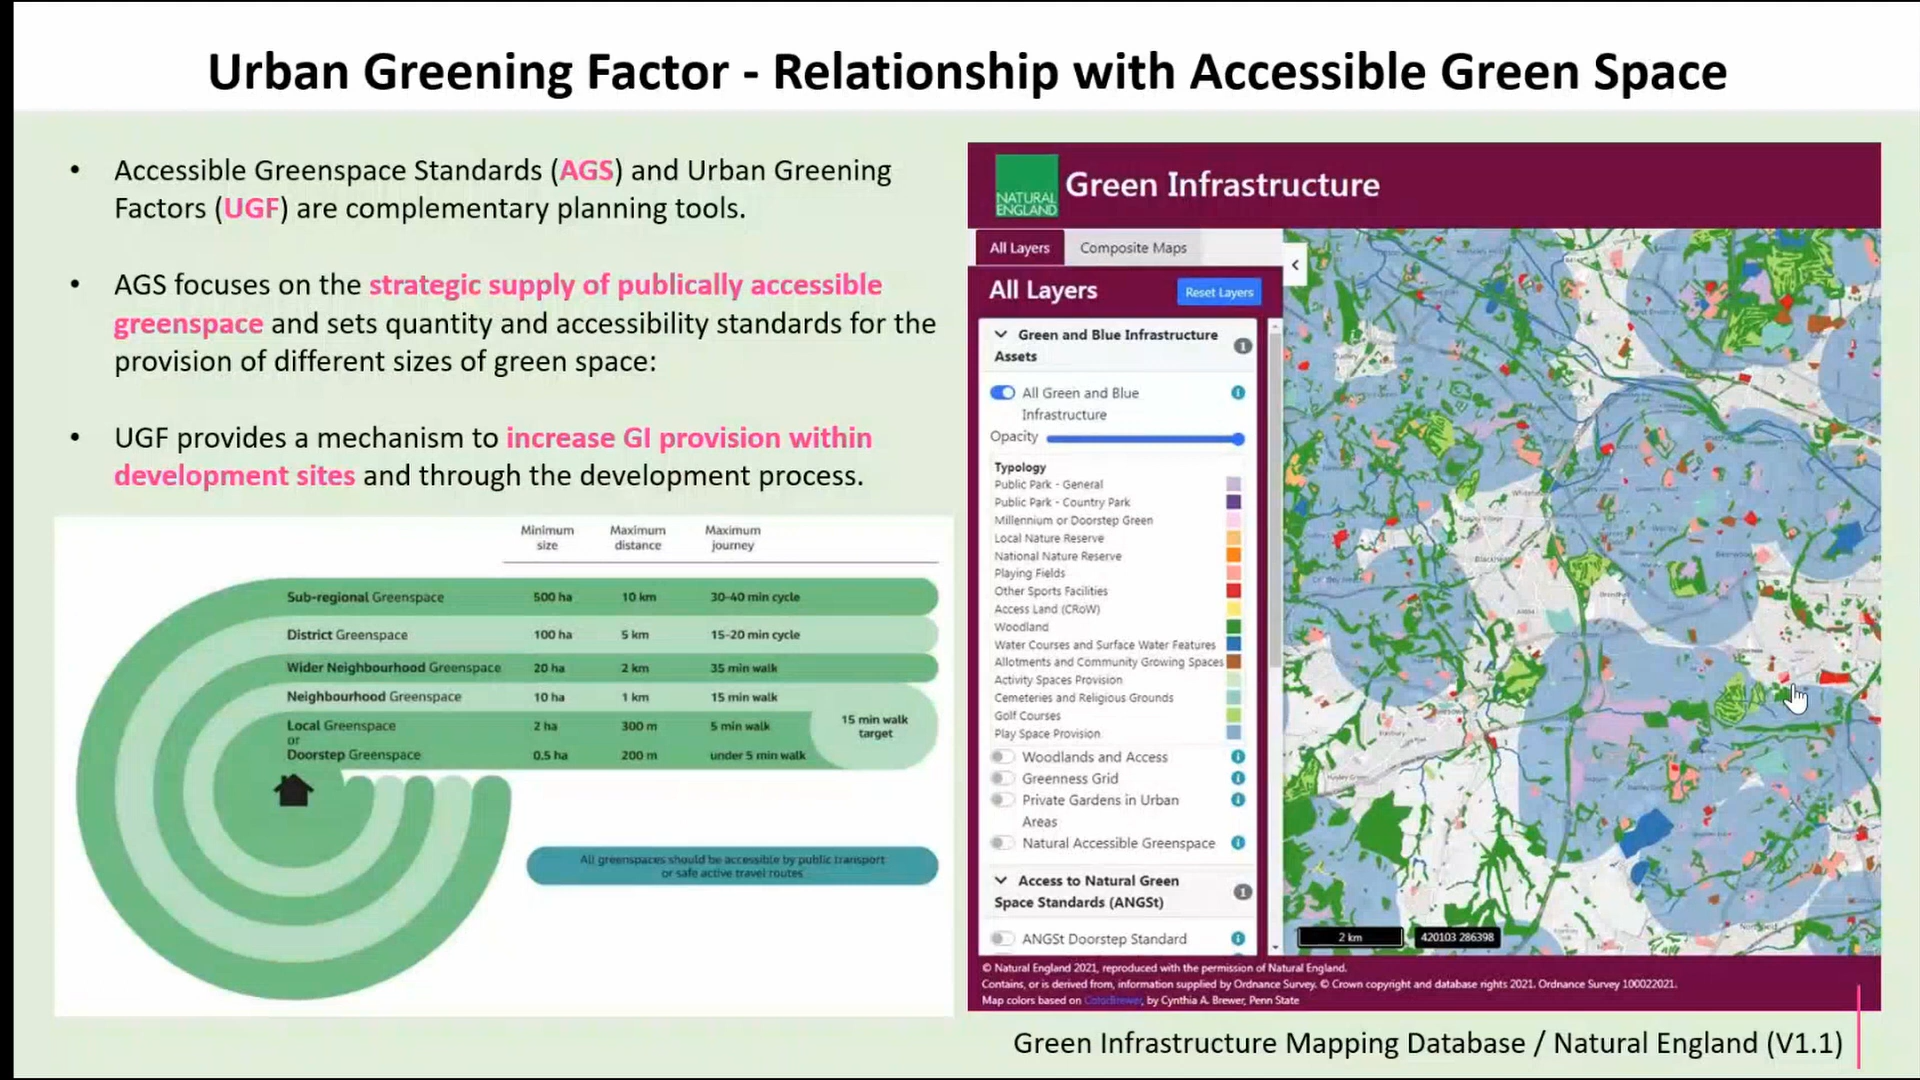 Urban Greening Factor - Relationship with Accessible Green Space
• Accessible Greenspace Standards (AGS) and Urban Greening
Factors (UGF) are complementary planning tools.
• AGS focuses on the strategic supply of publically accessible
greenspace and sets quantity and accessibility standards for the
provision of different sizes of green space:
• UGF provides a mechanism to increase GI provision within
development sites and through the development process.
Minimum size
Maximum distance
Maximum journey
Sub-regional Greenspace 500 ha 10 km 30-40 min cycle
District Greenspace 100 ha 5 km 15-20 min cycle
Wider Neighbourhood Greenspace 20 ha 2 km 35 min walk
Neighbourhood Greenspace 10 ha 1 km 15 min walk
Local Greenspace 2 ha 300 m 5 min walk
or
Doorstep Greenspace 0.5 ha 200 m under 5 min walk
15 min walk
target
All greenspaces should be accessible by public transport
or safe active travel routes
NATURAL
ENGLAND
Green Infrastructure
All Layers Composite Maps
All Layers
Reset Layers
Green and Blue Infrastructure
Assets
1
All Green and Blue
Infrastructure
Opacity
Typology
Public Park - General
Public Park - Country Park
Millennium or Doorstep Green
Local Nature Reserve
National Nature Reserve
Playing Fields
Other Sports Facilities
Access Land (CRoW)
Woodland
Water Courses and Surface Water Features
Allotments and Community Growing Spaces
Activity Spaces Provision
Cemeteries and Religious Grounds
Golf Courses
Play Space Provision
Woodlands and Access
Greenness Grid
Private Gardens in Urban
Areas
Natural Accessible Greenspace
Access to Natural Green
Space Standards (ANGSt)
1
ANGSt Doorstep Standard
2 km
420103 286398
© Natural England 2021, reproduced with the permission of Natural England.
Contains, or is derived from, information supplied by Ordnance Survey. © Crown copyright and database rights 2021. Ordnance Survey 100022021.
Map colors based on ColorBrewer, by Cynthia A. Brewer, Penn State
Green Infrastructure Mapping Database / Natural England (V1.1)